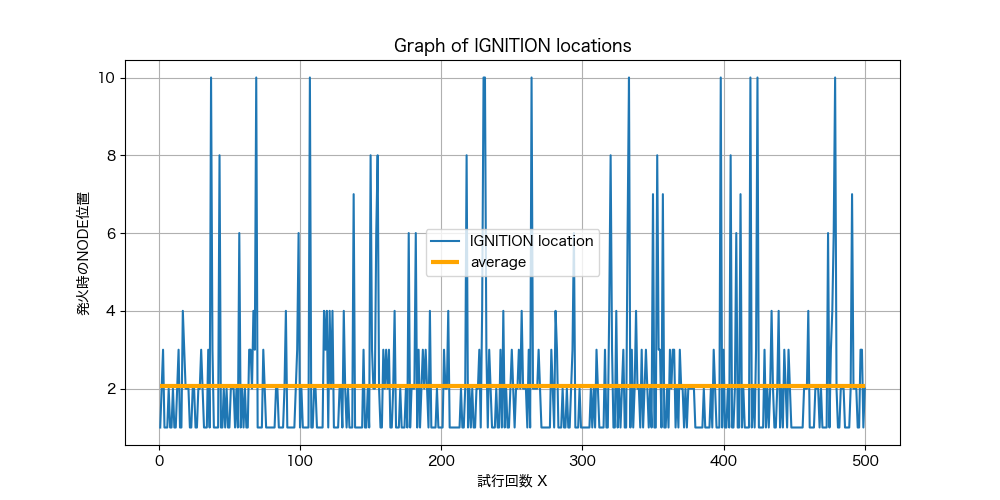 Graph of IGNITION locations
10
8
6
4
2
発火時のNODE位置
IGNITION location
average
0
100
200
300
400
500
試行回数 X